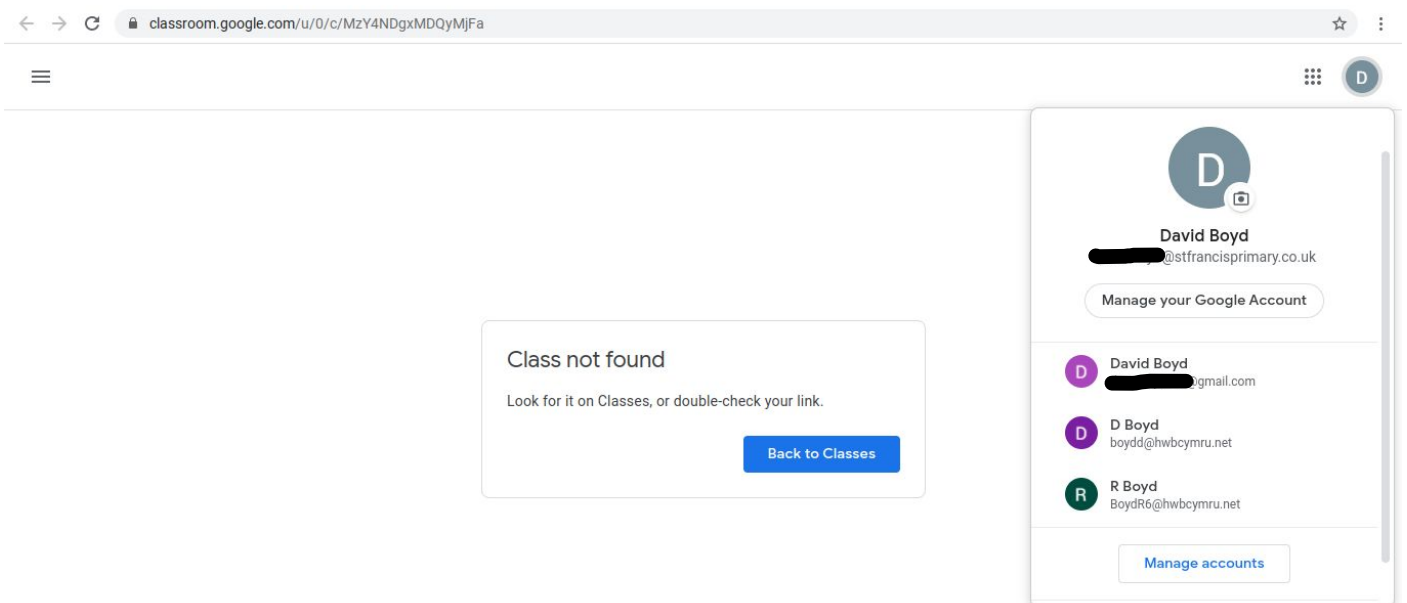 classroom.google.com/u/0/c/MzY4NDgxMDQyMjFa
D
D
David Boyd
@stfrancisprimary.co.uk
Manage your Google Account
Class not found
Look for it on Classes, or double-check your link.
Back to Classes
D
David Boyd
@gmail.com
D
D Boyd
boydd@hwbcymru.net
R
R Boyd
BoydR6@hwbcymru.net
Manage accounts